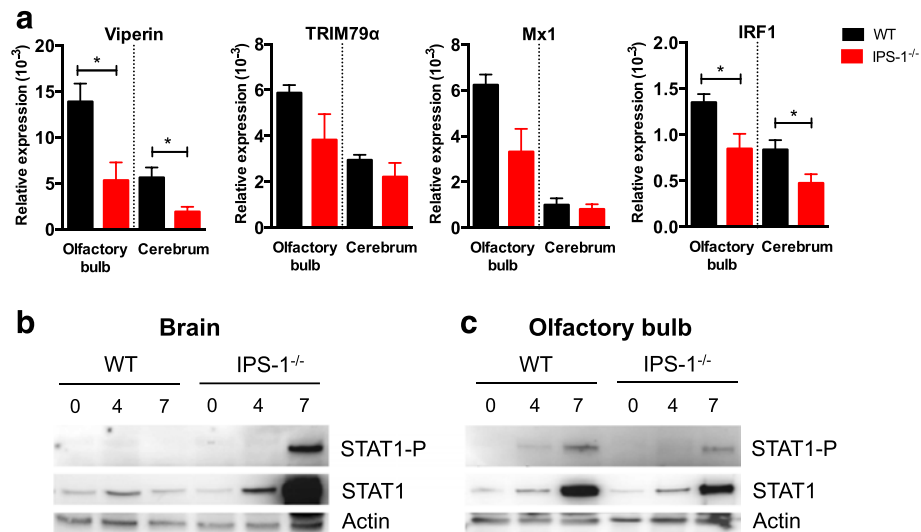 a
Viperin
Relative expression (10⁻³)
20
15
10
5
0
*
*
Olfactory bulb
Cerebrum
TRIM79α
Relative expression (10⁻³)
8
6
4
2
0
Olfactory bulb
Cerebrum
Mx1
Relative expression (10⁻³)
8
6
4
2
0
Olfactory bulb
Cerebrum
IRF1
Relative expression (10⁻³)
1.5
1.0
0.5
0.0
*
*
Olfactory bulb
Cerebrum
WT
IPS-1⁻/⁻
b
Brain
WT IPS-1⁻/⁻
0 4 7 0 4 7
STAT1-P
STAT1
Actin
c
Olfactory bulb
WT IPS-1⁻/⁻
0 4 7 0 4 7
STAT1-P
STAT1
Actin